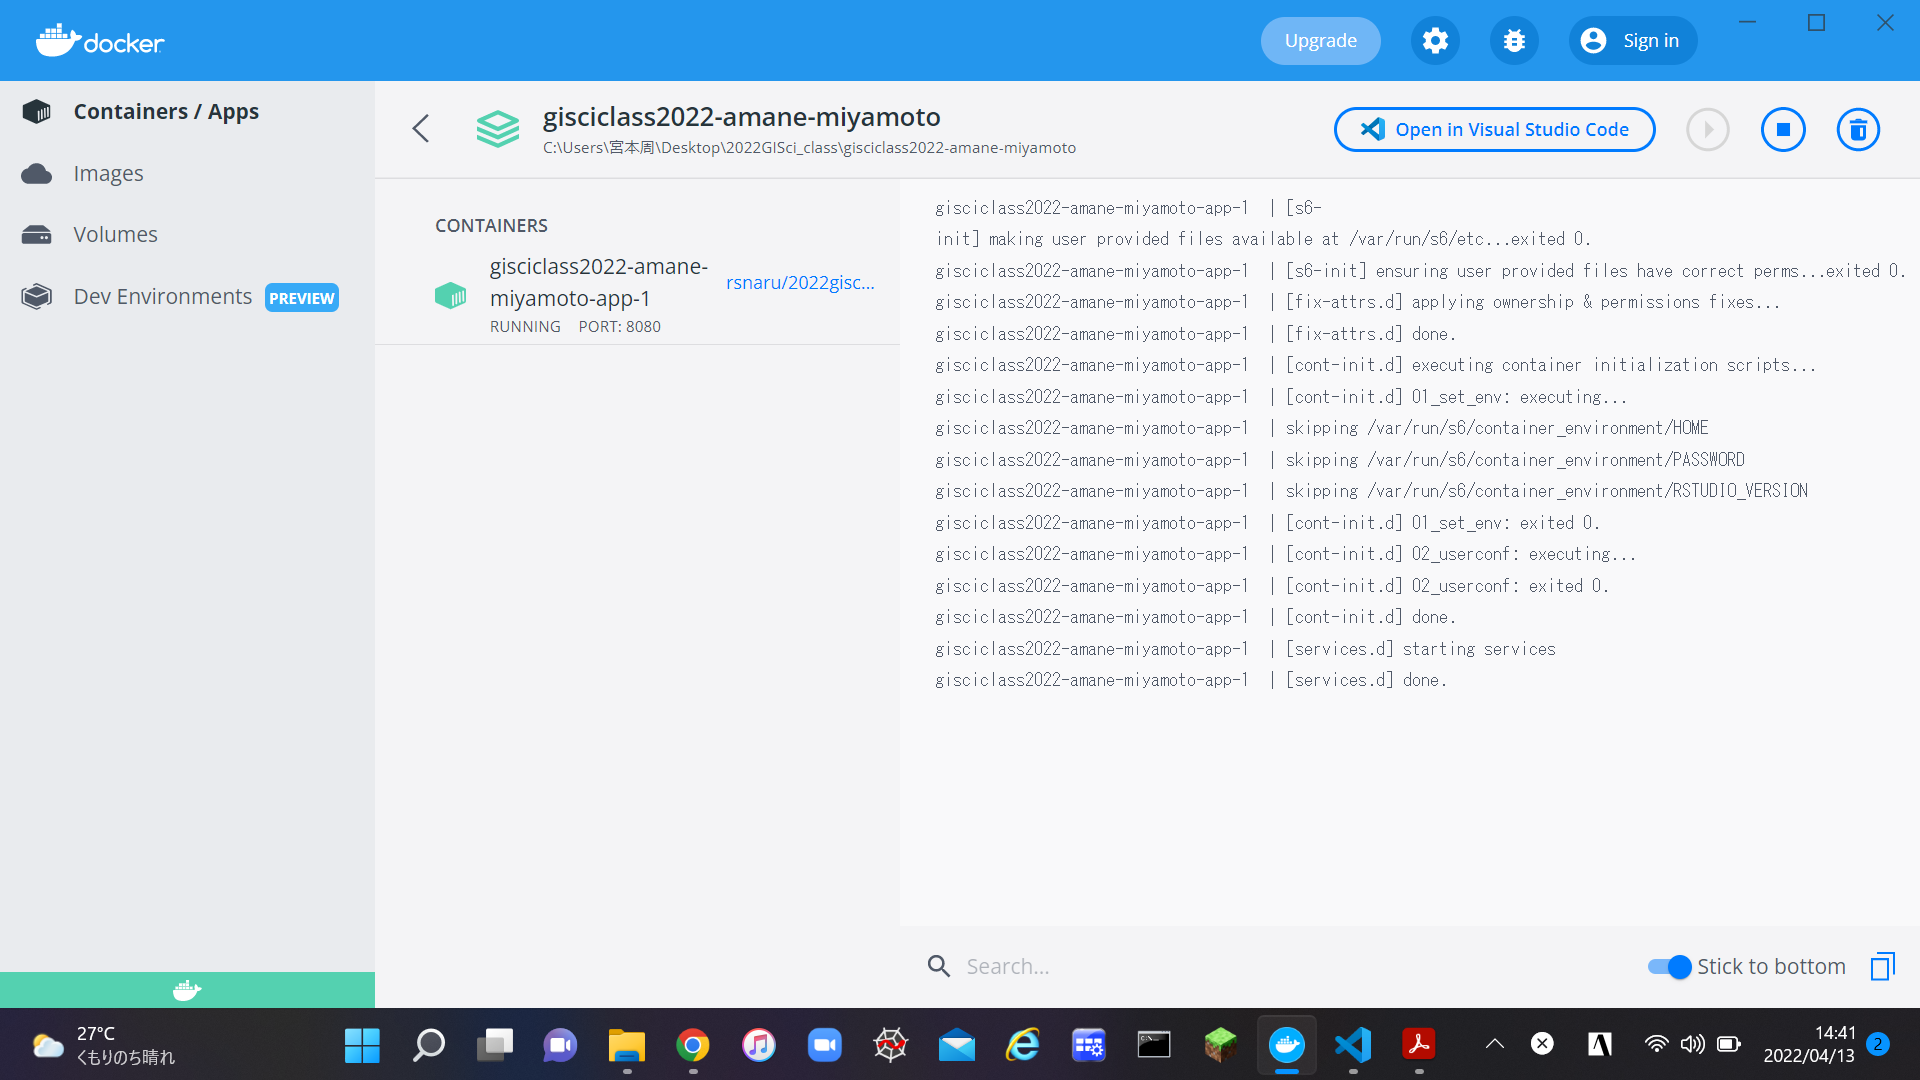 docker
Upgrade
Sign in
Containers / Apps
Images
Volumes
Dev Environments PREVIEW
gisciclass2022-amane-miyamoto
C:\Users\宮本周\Desktop\2022GISci_class\gisciclass2022-amane-miyamoto
Open in Visual Studio Code
CONTAINERS
gisciclass2022-amane-
miyamoto-app-1
rsnaru/2022gisc...
RUNNING PORT: 8080
gisciclass2022-amane-miyamoto-app-1 | [s6-
init] making user provided files available at /var/run/s6/etc...exited 0.
gisciclass2022-amane-miyamoto-app-1 | [s6-init] ensuring user provided files have correct perms...exited 0.
gisciclass2022-amane-miyamoto-app-1 | [fix-attrs.d] applying ownership & permissions fixes...
gisciclass2022-amane-miyamoto-app-1 | [fix-attrs.d] done.
gisciclass2022-amane-miyamoto-app-1 | [cont-init.d] executing container initialization scripts...
gisciclass2022-amane-miyamoto-app-1 | [cont-init.d] 01_set_env: executing...
gisciclass2022-amane-miyamoto-app-1 | skipping /var/run/s6/container_environment/HOME
gisciclass2022-amane-miyamoto-app-1 | skipping /var/run/s6/container_environment/PASSWORD
gisciclass2022-amane-miyamoto-app-1 | skipping /var/run/s6/container_environment/RSTUDIO_VERSION
gisciclass2022-amane-miyamoto-app-1 | [cont-init.d] 01_set_env: exited 0.
gisciclass2022-amane-miyamoto-app-1 | [cont-init.d] 02_userconf: executing...
gisciclass2022-amane-miyamoto-app-1 | [cont-init.d] 02_userconf: exited 0.
gisciclass2022-amane-miyamoto-app-1 | [cont-init.d] done.
gisciclass2022-amane-miyamoto-app-1 | [services.d] starting services
gisciclass2022-amane-miyamoto-app-1 | [services.d] done.
Search...
Stick to bottom
27°C
くもりのち晴れ
A
14:41
2022/04/13
2